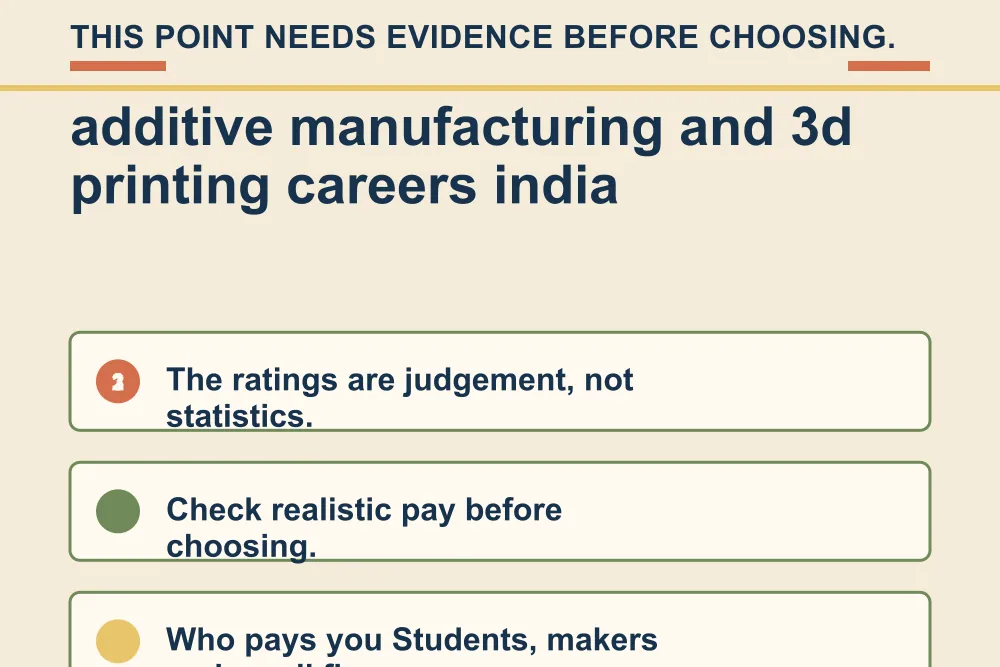 THIS POINT NEEDS EVIDENCE BEFORE CHOOSING.
additive manufacturing and 3d
printing careers india
The ratings are judgement, not
statistics.
Check realistic pay before
choosing.
Who pays you Students, makers